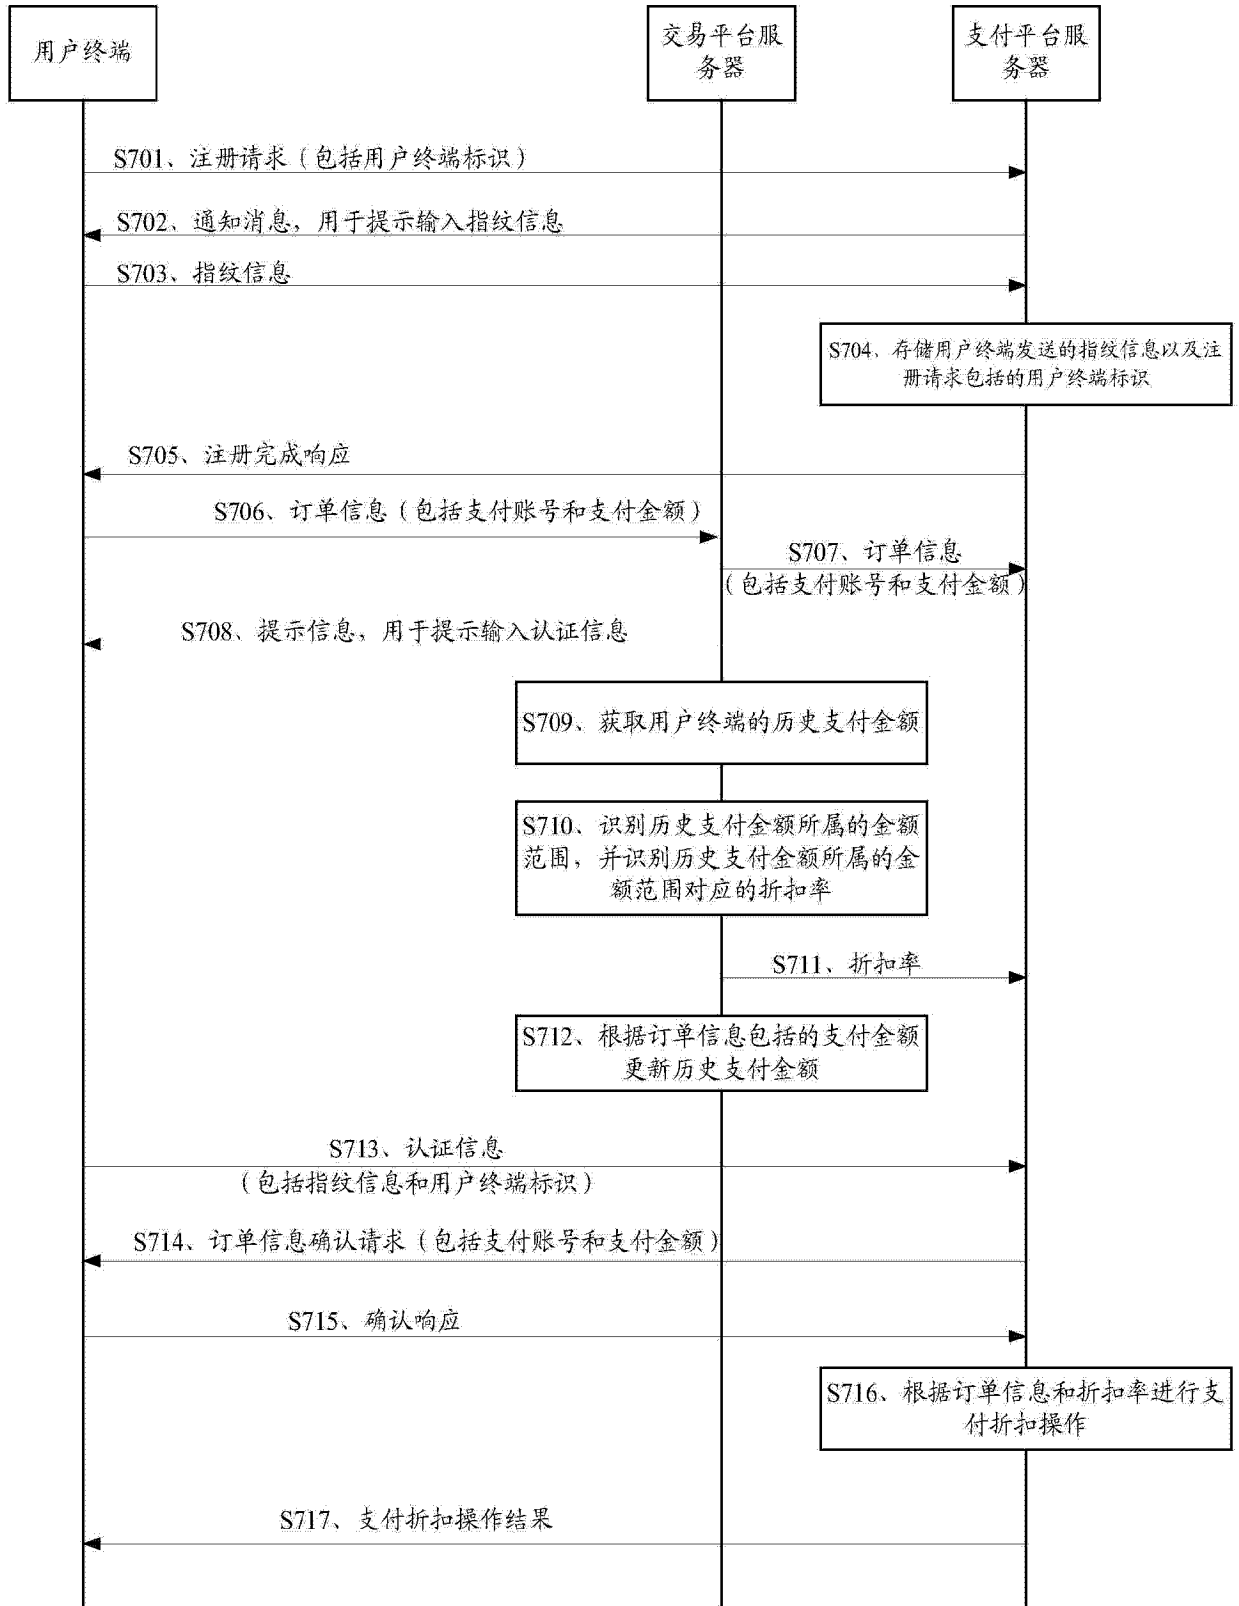 用户终端
交易平台服
务器
支付平台服
务器
S701、注册请求（包括用户终端标识）
S702、通知消息，用于提示输入指纹信息
S703、指纹信息
S704、存储用户终端发送的指纹信息以及注
册请求包括的用户终端标识
S705、注册完成响应
S706、订单信息（包括支付账号和支付金额）
S707、订单信息
（包括支付账号和支付金额）
S708、提示信息，用于提示输入认证信息
S709、获取用户终端的历史支付金额
S710、识别历史支付金额所属的金额
范围，并识别历史支付金额所属的金
额范围对应的折扣率
S711、折扣率
S712、根据订单信息包括的支付金额
更新历史支付金额
S713、认证信息
（包括指纹信息和用户终端标识）
S714、订单信息确认请求（包括支付账号和支付金额）
S715、确认响应
S716、根据订单信息和折扣率进行支
付折扣操作
S717、支付折扣操作结果